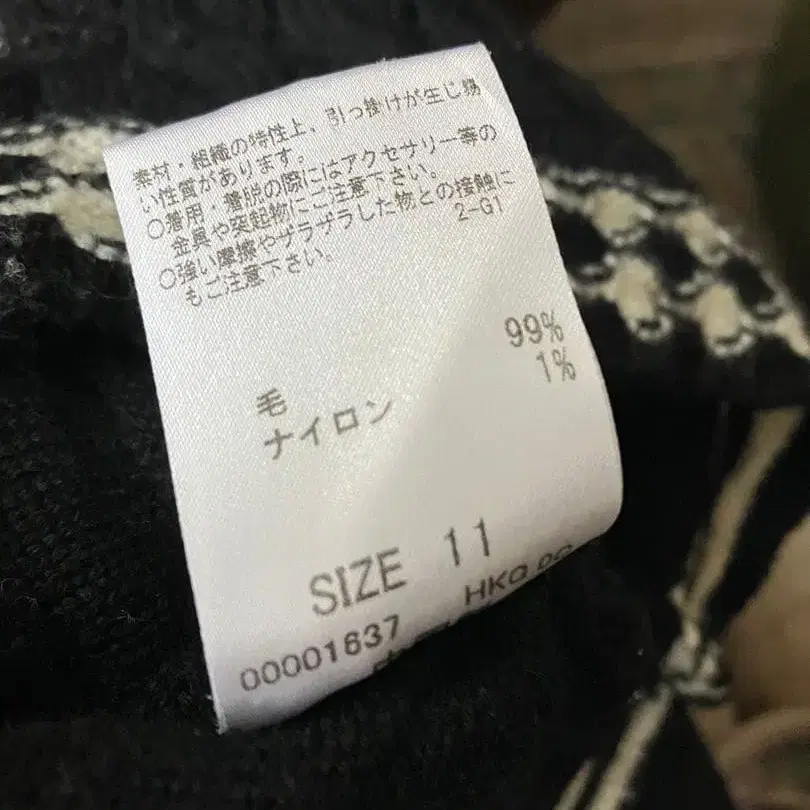 素材・組織の特性上、引っ掛けが生じ易
い性質があります。
○着用・着脱の際にはアクセサリー等の
金具や突起物にご注意下さい。
○強い摩擦やザラザラした物との接触に
もご注意下さい。
2-G1
毛 99%
ナイロン 1%
SIZE 11
00001637 HKO